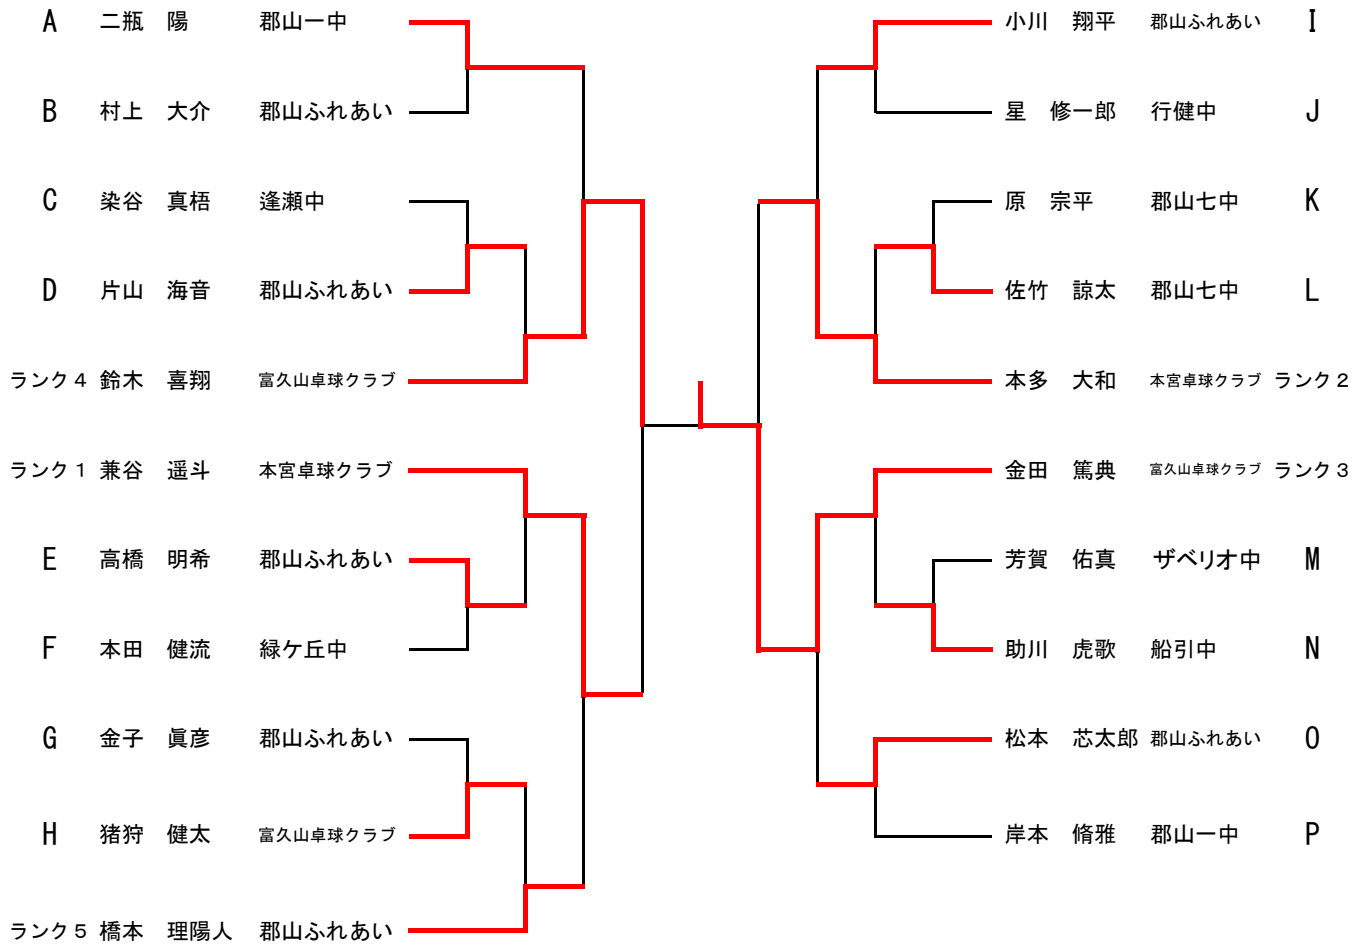 A 二瓶　陽 郡山一中
B 村上　大介 郡山ふれあい
C 染谷　真梧 逢瀬中
D 片山　海音 郡山ふれあい
ランク４ 鈴木　喜翔 富久山卓球クラブ
ランク１ 兼谷　遥斗 本宮卓球クラブ
E 高橋　明希 郡山ふれあい
F 本田　健流 緑ケ丘中
G 金子　眞彦 郡山ふれあい
H 猪狩　健太 富久山卓球クラブ
ランク５ 橋本　理陽人 郡山ふれあい
小川　翔平 郡山ふれあい I
星　修一郎 行健中 J
原　宗平 郡山七中 K
佐竹　諒太 郡山七中 L
本多　大和 本宮卓球クラブ ランク２
金田　篤典 富久山卓球クラブ ランク３
芳賀　佑真 ザベリオ中 M
助川　虎歌 船引中 N
松本　芯太郎 郡山ふれあい O
岸本　脩雅 郡山一中 P